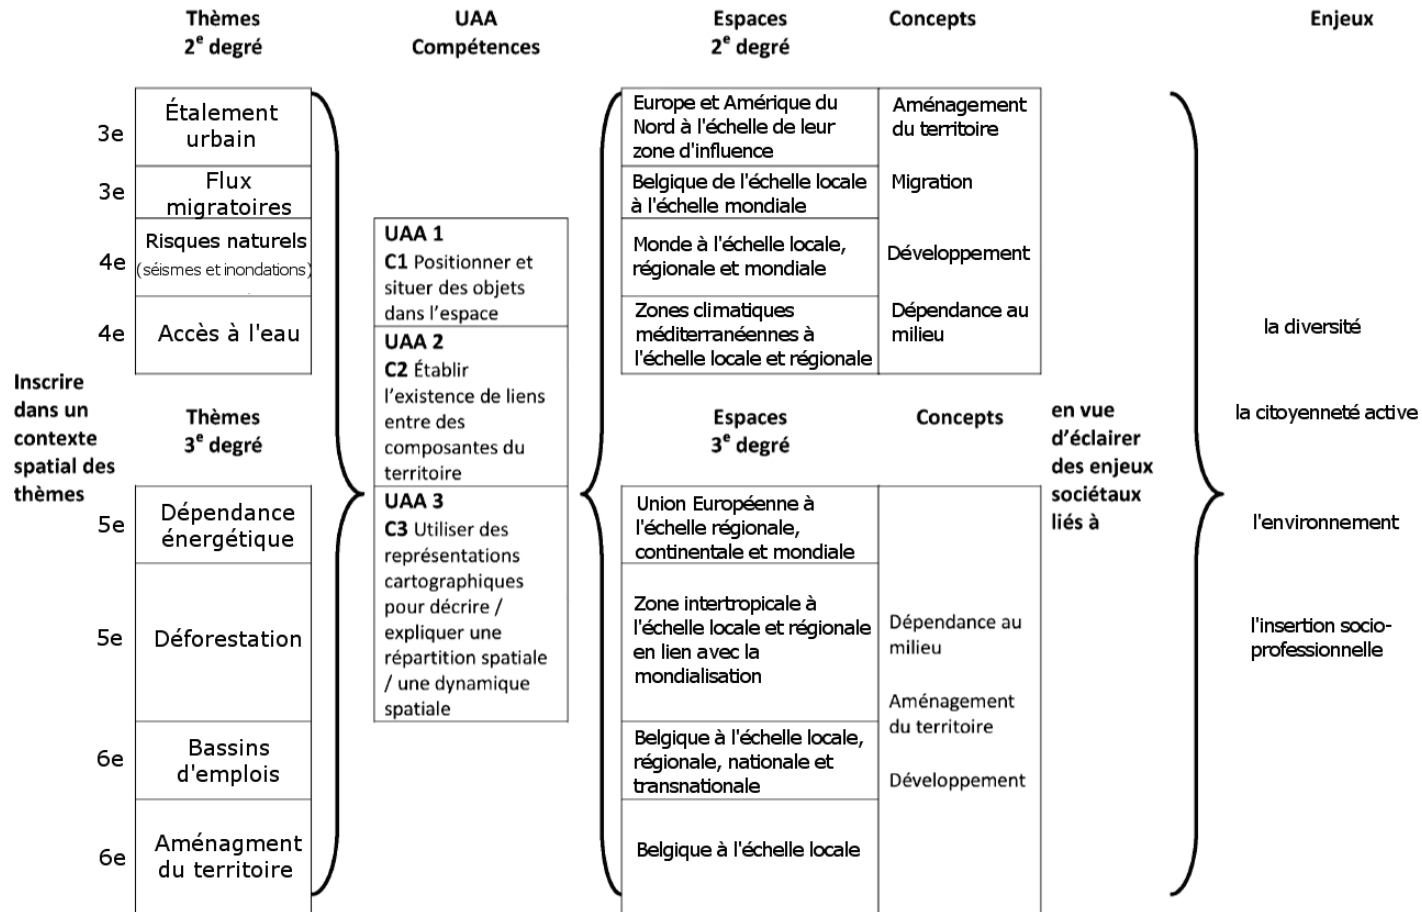 Thèmes
2e degré
UAA
Compétences
Espaces
2e degré
Concepts
Enjeux
3e
Étalement
urbain
3e
Flux
migratoires
4e
Risques naturels
(séismes et inondations)
4e
Accès à l'eau
Inscrire
dans un
contexte
spatial des
thèmes
Thèmes
3e degré
5e
Dépendance
énergétique
5e
Déforestation
6e
Bassins
d'emplois
6e
Aménagment
du territoire
UAA 1
C1 Positionner et
situer des objets
dans l'espace
UAA 2
C2 Établir
l'existence de liens
entre des
composantes du
territoire
UAA 3
C3 Utiliser des
représentations
cartographiques
pour décrire /
expliquer une
répartition spatiale
/ une dynamique
spatiale
Europe et Amérique du
Nord à l'échelle de leur
zone d'influence
Belgique de l'échelle locale
à l'échelle mondiale
Monde à l'échelle locale,
régionale et mondiale
Zones climatiques
méditerranéennes à
l'échelle locale et régionale
Aménagement
du territoire
Migration
Développement
Dépendance au
milieu
Espaces
3e degré
Concepts
Union Européenne à
l'échelle régionale,
continentale et mondiale
Zone intertropicale à
l'échelle locale et régionale
en lien avec la
mondialisation
Belgique à l'échelle locale,
régionale, nationale et
transnationale
Belgique à l'échelle locale
Dépendance au
milieu
Aménagement
du territoire
Développement
en vue
d'éclairer
des enjeux
sociétaux
liés à
la diversité
la citoyenneté active
l'environnement
l'insertion socio-
professionnelle